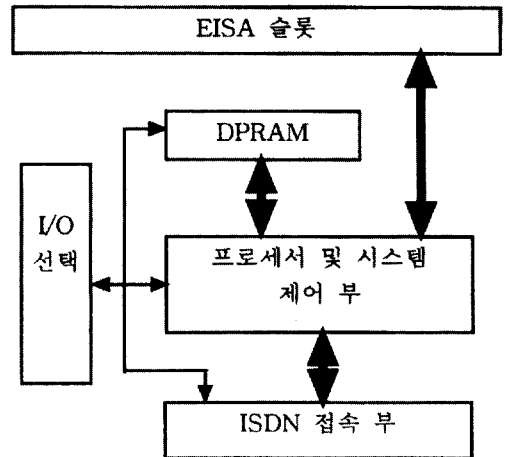 EISA 슬롯
DPRAM
I/O
선택
프로세서 및 시스템
제어 부
ISDN 접속 부